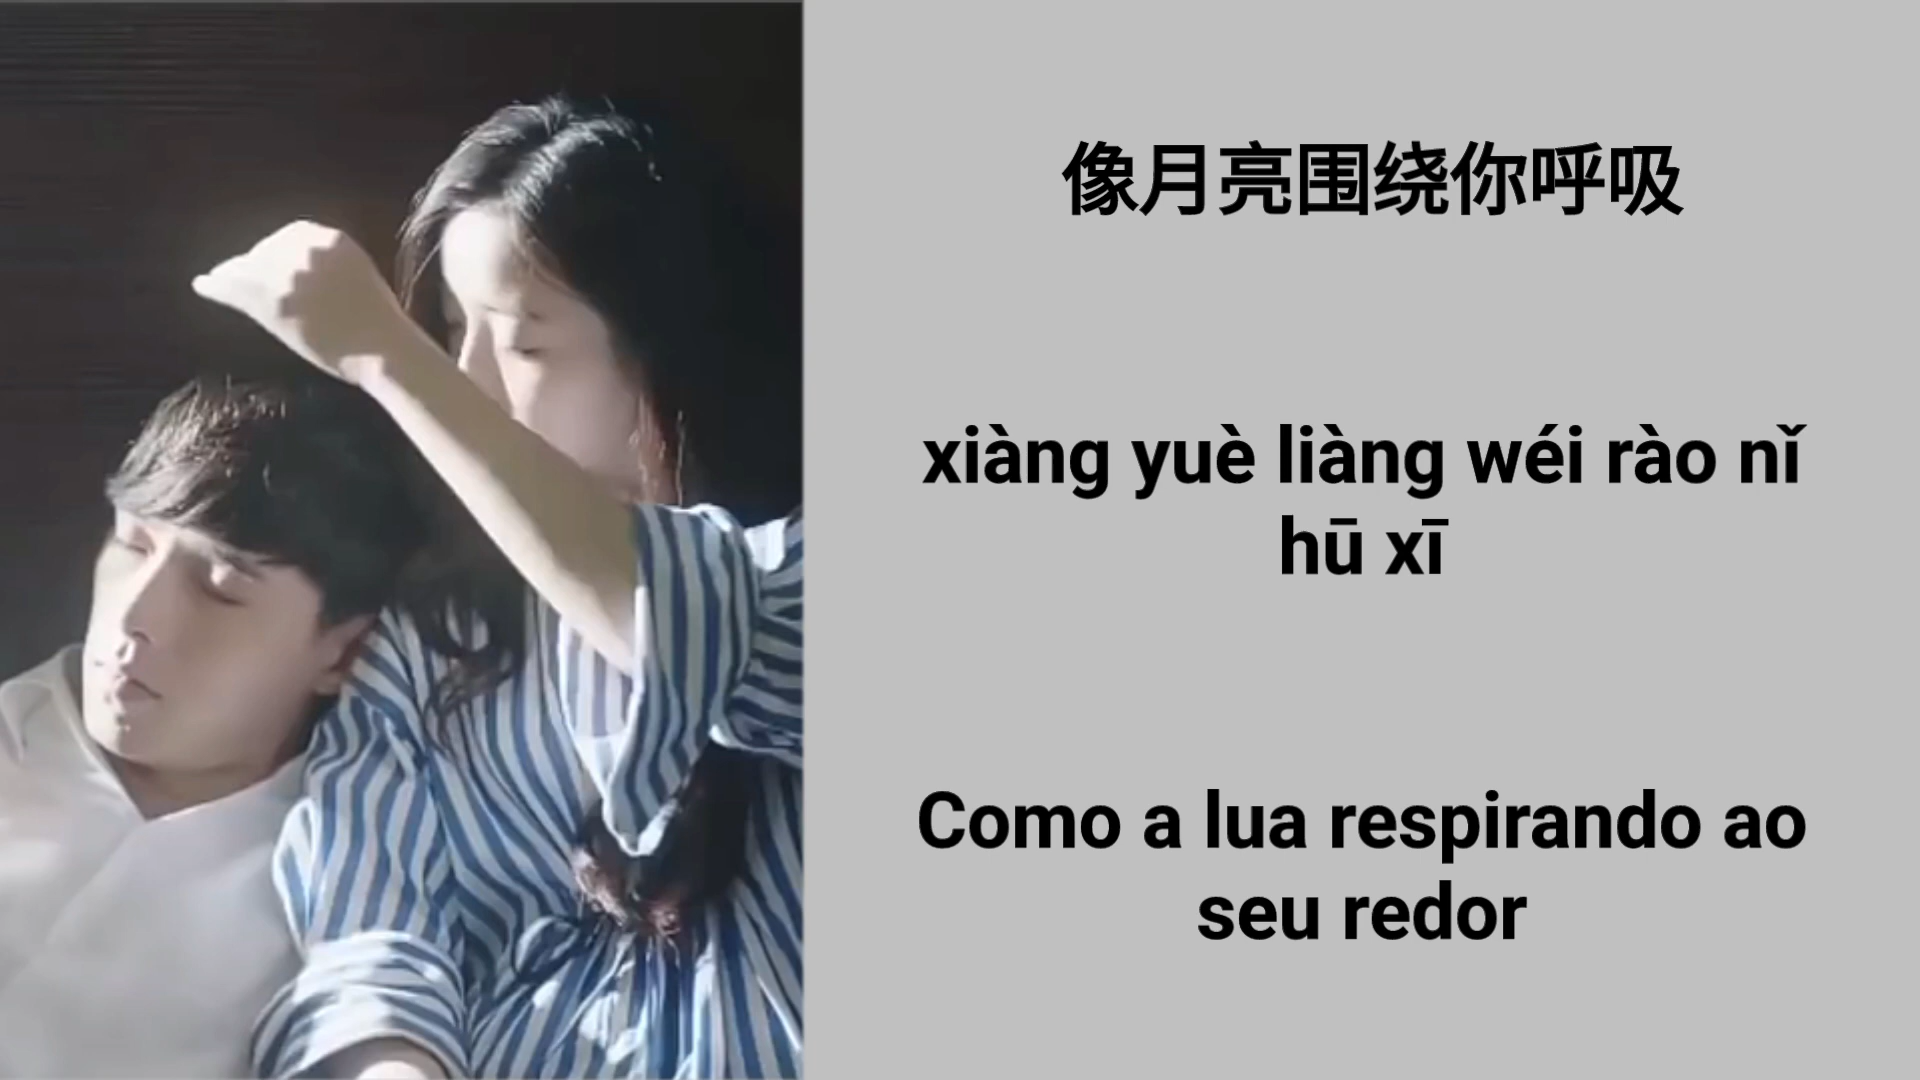 像月亮围绕你呼吸
xiàng yuè liàng wéi rào nǐ
hū xī
Como a lua respirando ao
seu redor